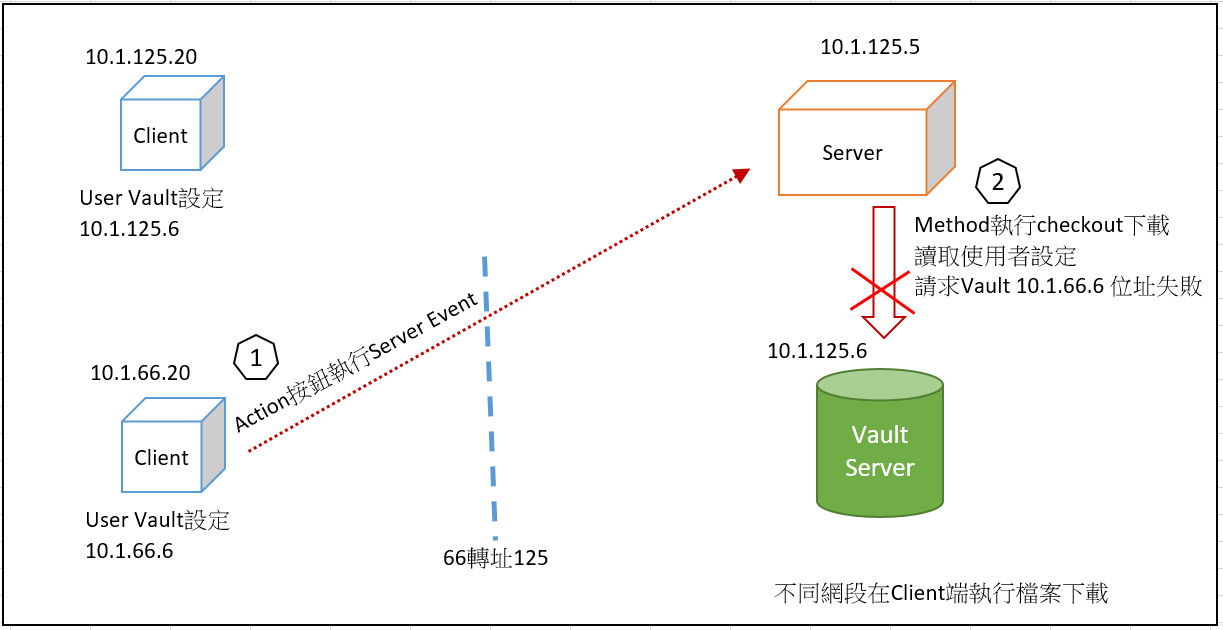 10.1.125.20
Client
User Vault設定
10.1.125.6
10.1.125.5
Server
2
Method執行checkout下載
讀取使用者設定
請求Vault 10.1.66.6 位址失敗
1
Action按鈕執行Server Event
10.1.66.20
Client
User Vault設定
10.1.66.6
66轉址125
10.1.125.6
Vault
Server
不同網段在Client端執行檔案下載